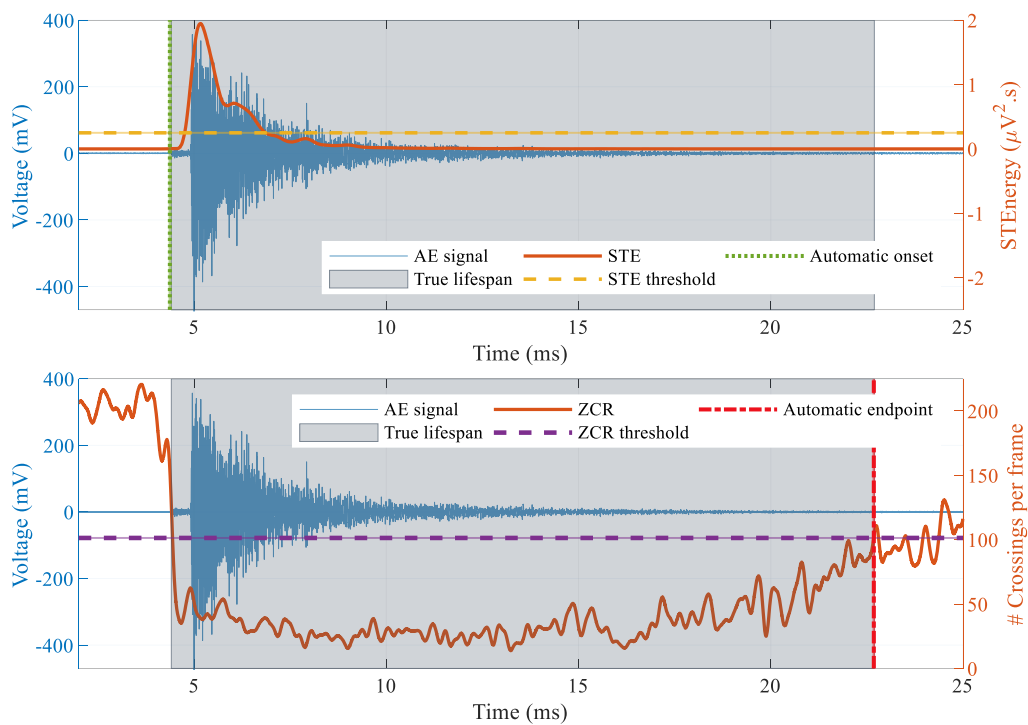 400
200
0
-200
-400
Voltage (mV)
2
1
0
-1
-2
STEnergy (μV².s)
AE signal
STE
Automatic onset
True lifespan
STE threshold
5
10
15
20
25
Time (ms)
400
200
0
-200
-400
Voltage (mV)
200
150
100
50
0
# Crossings per frame
AE signal
ZCR
Automatic endpoint
True lifespan
ZCR threshold
5
10
15
20
25
Time (ms)